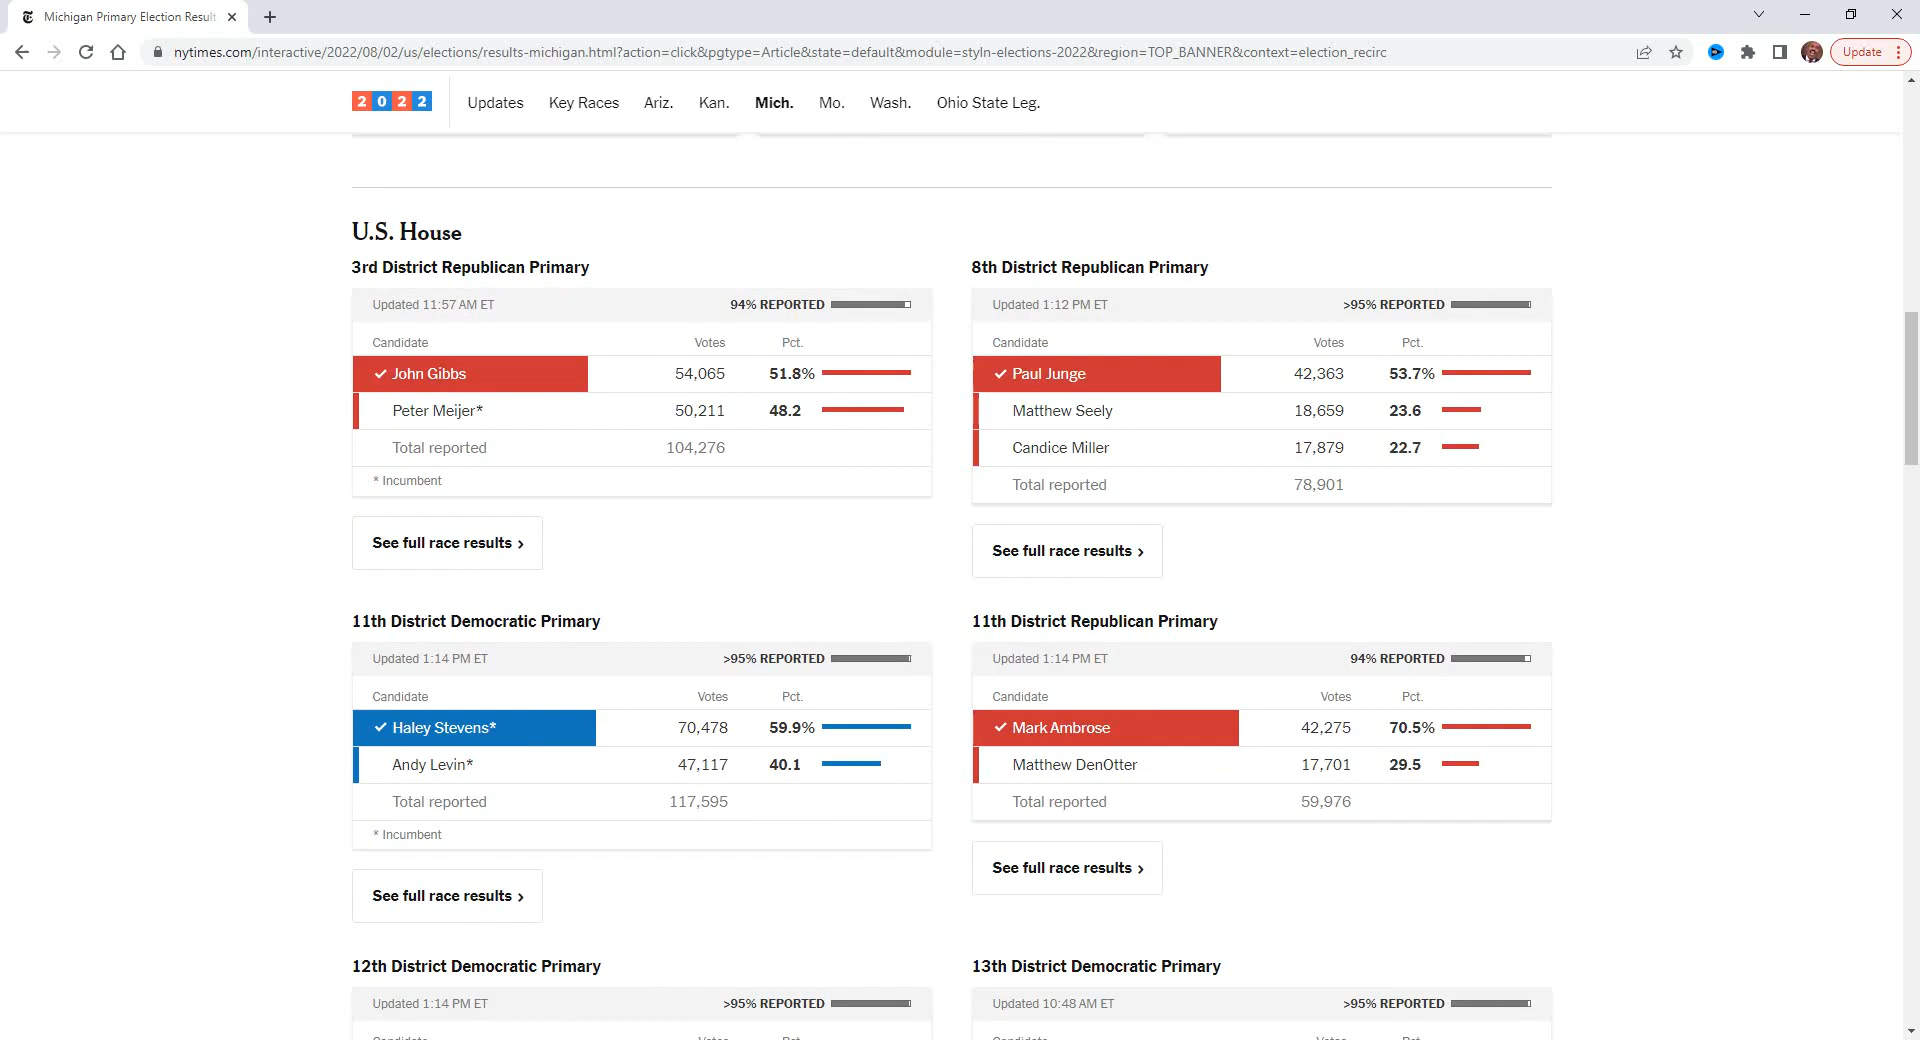 Michigan Primary Election Result
nytimes.com/interactive/2022/08/02/us/elections/results-michigan.html?action=click&pgtype=Article&state=default&module=styln-elections-2022&region=TOP_BANNER&context=election_recirc
Update
2022 Updates Key Races Ariz. Kan. Mich. Mo. Wash. Ohio State Leg.
U.S. House
3rd District Republican Primary
Updated 11:57 AM ET 94% REPORTED
Candidate Votes Pct.
John Gibbs 54,065 51.8%
Peter Meijer* 50,211 48.2
Total reported 104,276
* Incumbent
See full race results ›
8th District Republican Primary
Updated 1:12 PM ET >95% REPORTED
Candidate Votes Pct.
Paul Junge 42,363 53.7%
Matthew Seely 18,659 23.6
Candice Miller 17,879 22.7
Total reported 78,901
See full race results ›
11th District Democratic Primary
Updated 1:14 PM ET >95% REPORTED
Candidate Votes Pct.
Haley Stevens* 70,478 59.9%
Andy Levin* 47,117 40.1
Total reported 117,595
* Incumbent
See full race results ›
11th District Republican Primary
Updated 1:14 PM ET 94% REPORTED
Candidate Votes Pct.
Mark Ambrose 42,275 70.5%
Matthew DenOtter 17,701 29.5
Total reported 59,976
See full race results ›
12th District Democratic Primary
Updated 1:14 PM ET >95% REPORTED
Candidate Votes Pct.
13th District Democratic Primary
Updated 10:48 AM ET >95% REPORTED
Candidate Votes Pct.